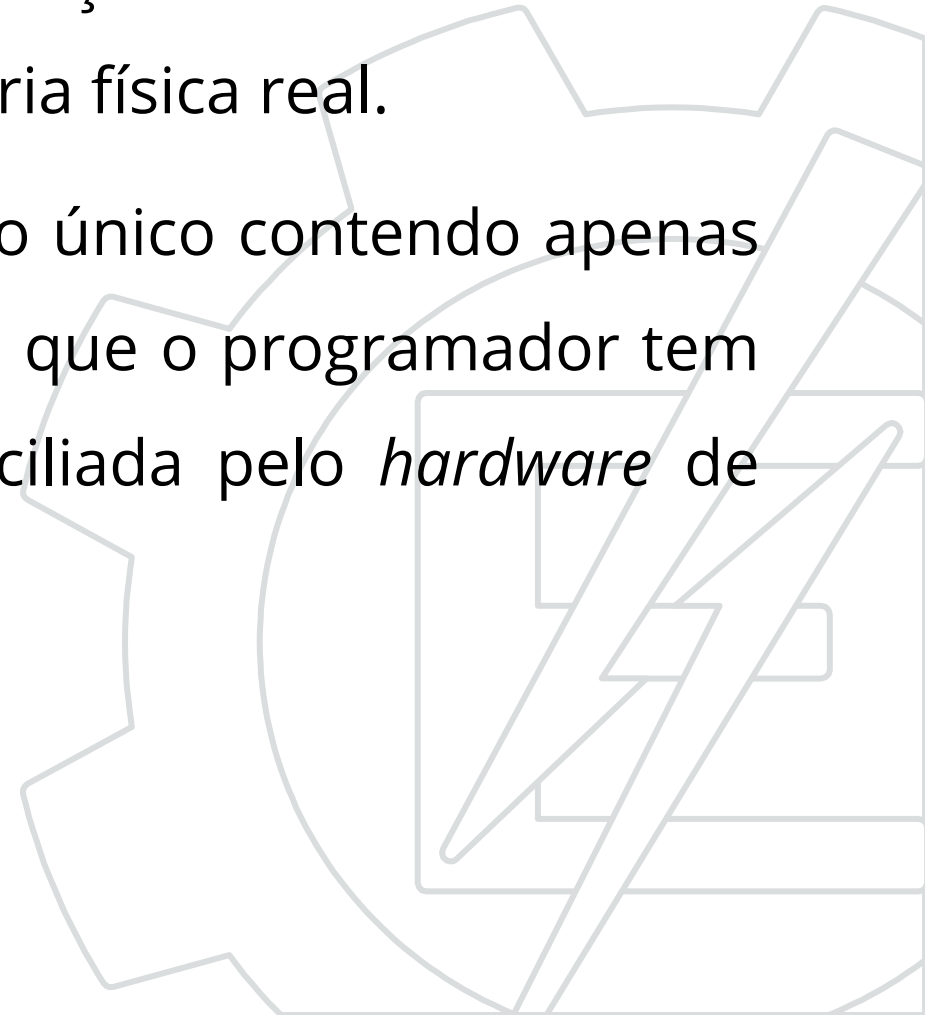 ria física real.
o único contendo apenas
que o programador tem
ciliada pelo hardware de